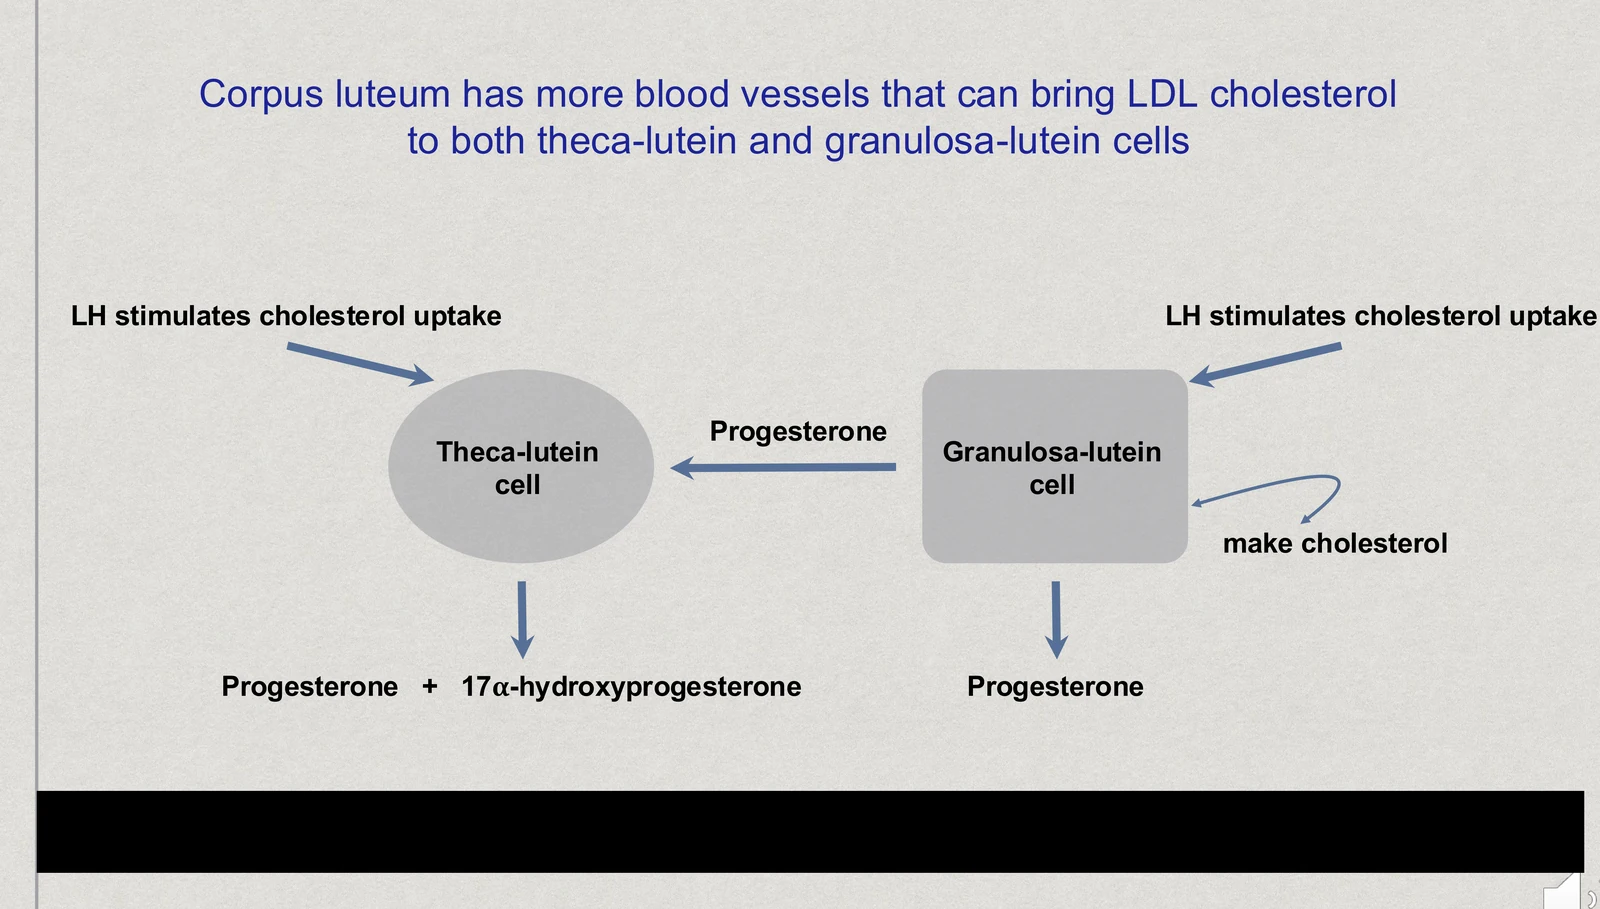 Corpus luteum has more blood vessels that can bring LDL cholesterol
to both theca-lutein and granulosa-lutein cells
LH stimulates cholesterol uptake
LH stimulates cholesterol uptake
Progesterone
Theca-lutein
cell
Granulosa-lutein
cell
make cholesterol
Progesterone + 17α-hydroxyprogesterone
Progesterone